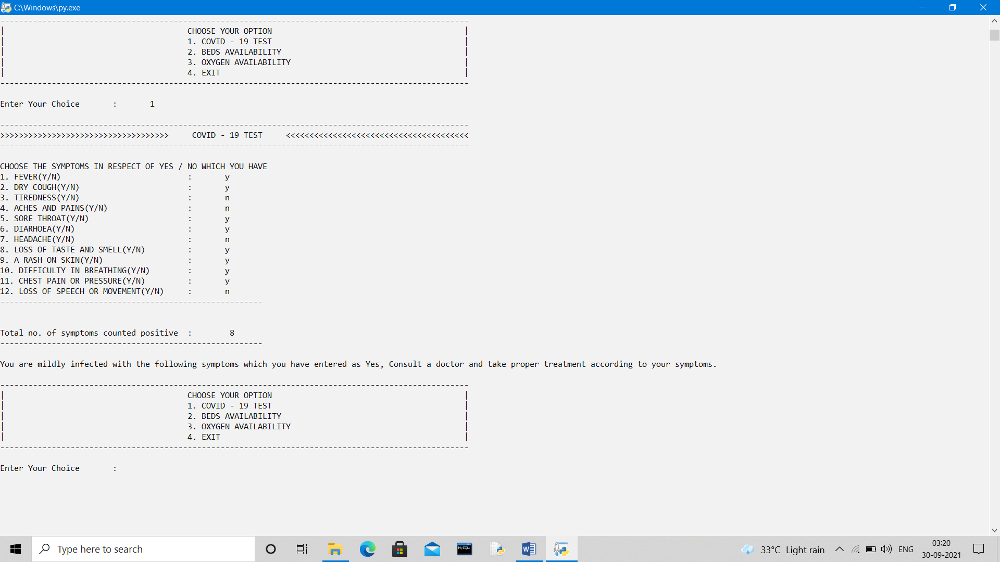 C:\Windows\py.exe
----------------------------------------------------------------------------------------------------
| CHOOSE YOUR OPTION |
| 1. COVID - 19 TEST |
| 2. BEDS AVAILABILITY |
| 3. OXYGEN AVAILABILITY |
| 4. EXIT |
----------------------------------------------------------------------------------------------------
Enter Your Choice : 1
----------------------------------------------------------------------------------------------------
>>>>>>>>>>>>>>>>>>>>>>>>>>>>>>>>>>>> COVID - 19 TEST <<<<<<<<<<<<<<<<<<<<<<<<<<<<<<<<<<<<<<<
----------------------------------------------------------------------------------------------------
CHOOSE THE SYMPTOMS IN RESPECT OF YES / NO WHICH YOU HAVE
1. FEVER(Y/N) : y
2. DRY COUGH(Y/N) : y
3. TIREDNESS(Y/N) : n
4. ACHES AND PAINS(Y/N) : n
5. SORE THROAT(Y/N) : y
6. DIARHOEA(Y/N) : y
7. HEADACHE(Y/N) : n
8. LOSS OF TASTE AND SMELL(Y/N) : y
9. A RASH ON SKIN(Y/N) : y
10. DIFFICULTY IN BREATHING(Y/N) : y
11. CHEST PAIN OR PRESSURE(Y/N) : y
12. LOSS OF SPEECH OR MOVEMENT(Y/N) : n
--------------------------------------------------------
Total no. of symptoms counted positive : 8
--------------------------------------------------------
You are mildly infected with the following symptoms which you have entered as Yes, Consult a doctor and take proper treatment according to your symptoms.
----------------------------------------------------------------------------------------------------
| CHOOSE YOUR OPTION |
| 1. COVID - 19 TEST |
| 2. BEDS AVAILABILITY |
| 3. OXYGEN AVAILABILITY |
| 4. EXIT |
----------------------------------------------------------------------------------------------------
Enter Your Choice :
Type here to search
MySQL
W
33°C Light rain
ENG
03:20
30-09-2021